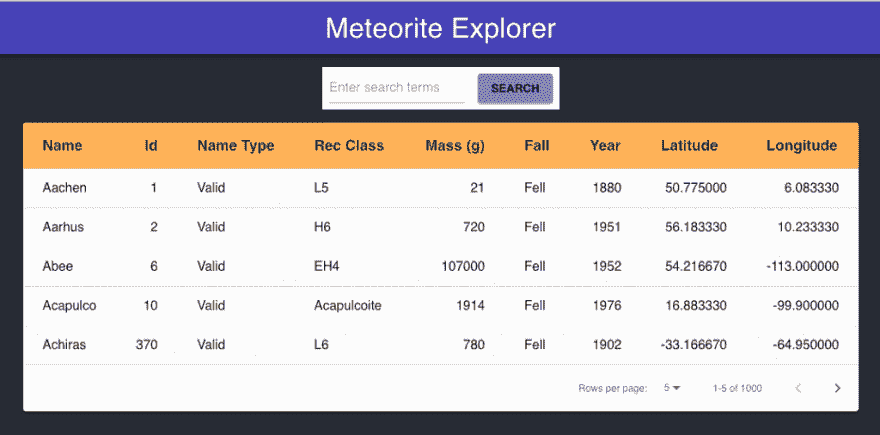 Meteorite Explorer
Enter search terms SEARCH
Name Id Name Type Rec Class Mass (g) Fall Year Latitude Longitude
Aachen 1 Valid L5 21 Fell 1880 50.775000 6.083330
Aarhus 2 Valid H6 720 Fell 1951 56.183330 10.233330
Abee 6 Valid EH4 107000 Fell 1952 54.216670 -113.000000
Acapulco 10 Valid Acapulcoite 1914 Fell 1976 16.883330 -99.900000
Achiras 370 Valid L6 780 Fell 1902 -33.166670 -64.950000
Rows per page: 5 1-5 of 1000